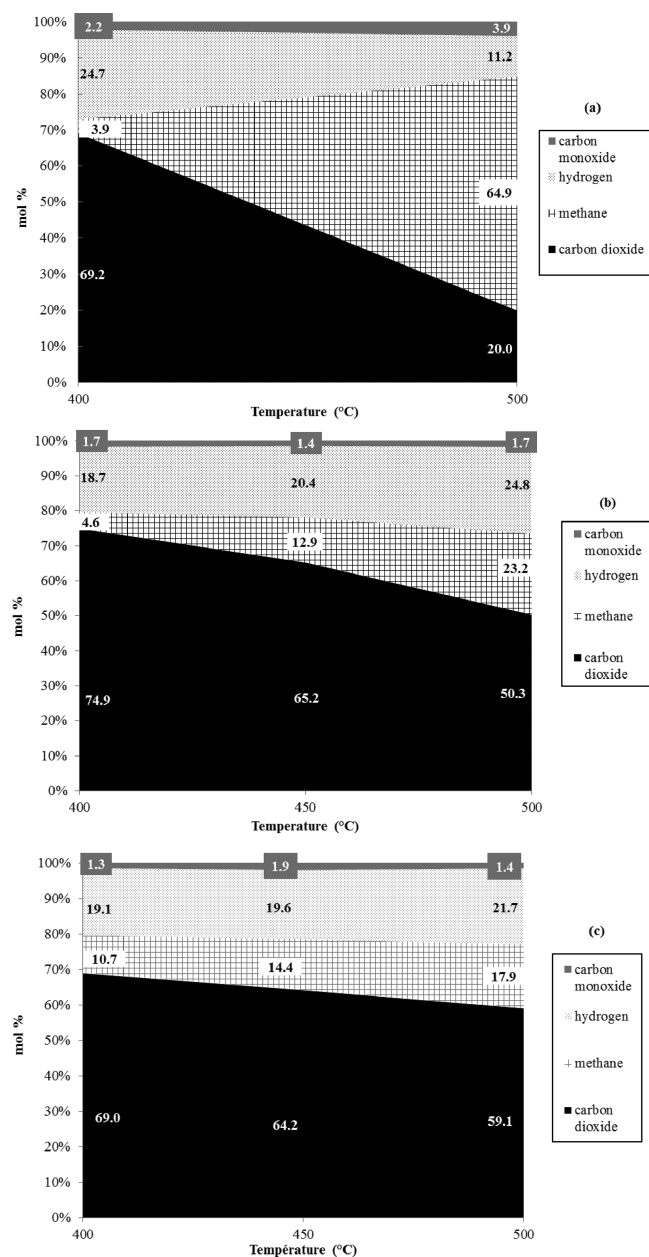 100%
90%
80%
70%
60%
50%
40%
30%
20%
10%
0%
mol %
2.2
3.9
24.7
11.2
3.9
64.9
69.2
20.0
400
500
Temperature (°C)
(a)
carbon
monoxide
hydrogen
methane
carbon dioxide
100%
90%
80%
70%
60%
50%
40%
30%
20%
10%
0%
mol %
1.7
1.4
1.7
18.7
20.4
24.8
4.6
12.9
23.2
74.9
65.2
50.3
400
450
500
Temperature (°C)
(b)
carbon
monoxide
hydrogen
methane
carbon
dioxide
100%
90%
80%
70%
60%
50%
40%
30%
20%
10%
0%
mol %
1.3
1.9
1.4
19.1
19.6
21.7
10.7
14.4
17.9
69.0
64.2
59.1
400
450
500
Température (°C)
(c)
carbon
monoxide
hydrogen
methane
carbon
dioxide